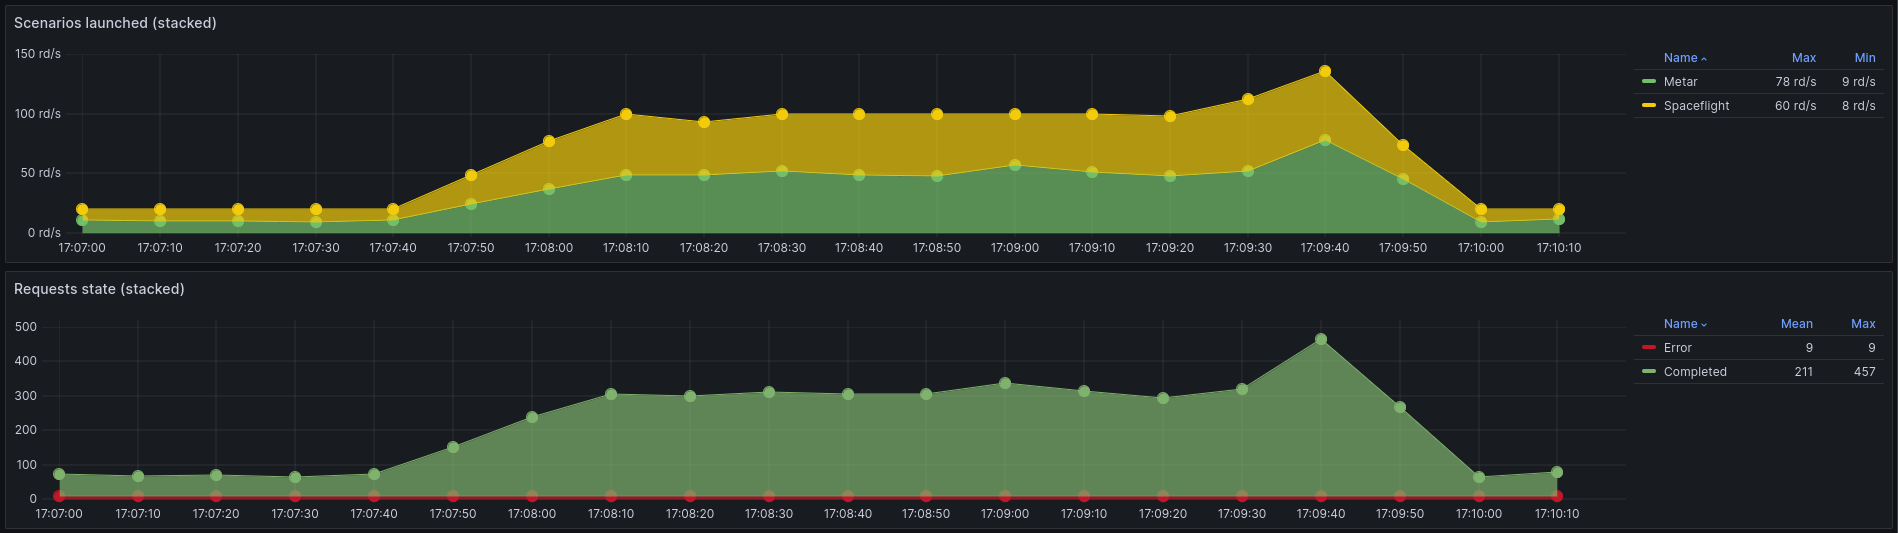 Scenarios launched (stacked)
150 rd/s
100 rd/s
50 rd/s
0 rd/s
17:07:00 17:07:10 17:07:20 17:07:30 17:07:40 17:07:50 17:08:00 17:08:10 17:08:20 17:08:30 17:08:40 17:08:50 17:09:00 17:09:10 17:09:20 17:09:30 17:09:40 17:09:50 17:10:00 17:10:10
Name Max Min
Metar 78 rd/s 9 rd/s
Spaceflight 60 rd/s 8 rd/s
Requests state (stacked)
500
400
300
200
100
0
17:07:00 17:07:10 17:07:20 17:07:30 17:07:40 17:07:50 17:08:00 17:08:10 17:08:20 17:08:30 17:08:40 17:08:50 17:09:00 17:09:10 17:09:20 17:09:30 17:09:40 17:09:50 17:10:00 17:10:10
Name Mean Max
Error 9 9
Completed 211 457